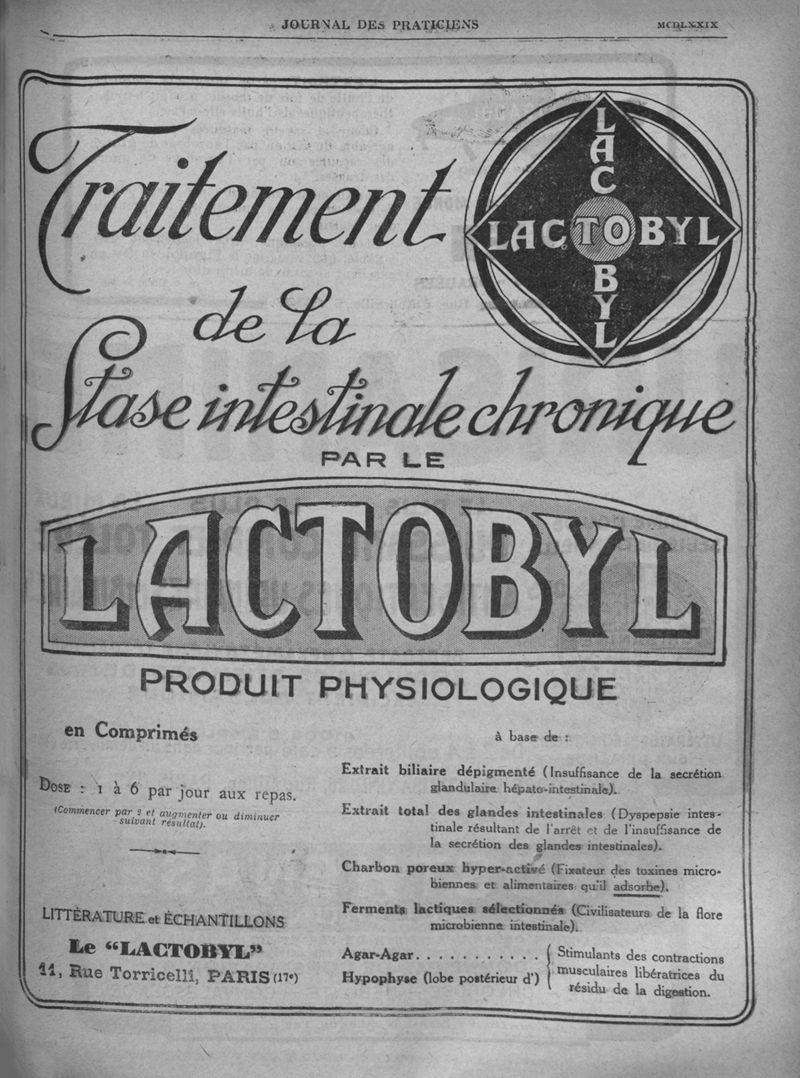 JOURNAL DES PRATICIENS
MCDLXXIX
Traitement
LACTOBYL
LACTOBYL
de la
Stase intestinale chronique
PAR LE
LACTOBYL
PRODUIT PHYSIOLOGIQUE
en Comprimés
DOSE : 1 à 6 par jour aux repas.
(Commencer par 2 et augmenter ou diminuer
suivant résultat).
LITTÉRATURE et ÉCHANTILLONS
Le “LACTOBYL”
11, Rue Torricelli, PARIS (17e)
à base de :
Extrait biliaire dépigmenté (Insuffisance de la secrétion
glandulaire hépato-intestinale).
Extrait total des glandes intestinales (Dyspepsie intes-
tinale résultant de l'arrêt et de l'insuffisance de
la secrétion des glandes intestinales).
Charbon poreux hyper-activé (Fixateur des toxines micro-
biennes et alimentaires qu'il adsorbe).
Ferments lactiques sélectionnés (Civilisateurs de la flore
microbienne intestinale).
Agar-Agar . . . . . . . . . . .
Hypophyse (lobe postérieur d')
Stimulants des contractions
musculaires libératrices du
résidu de la digestion.